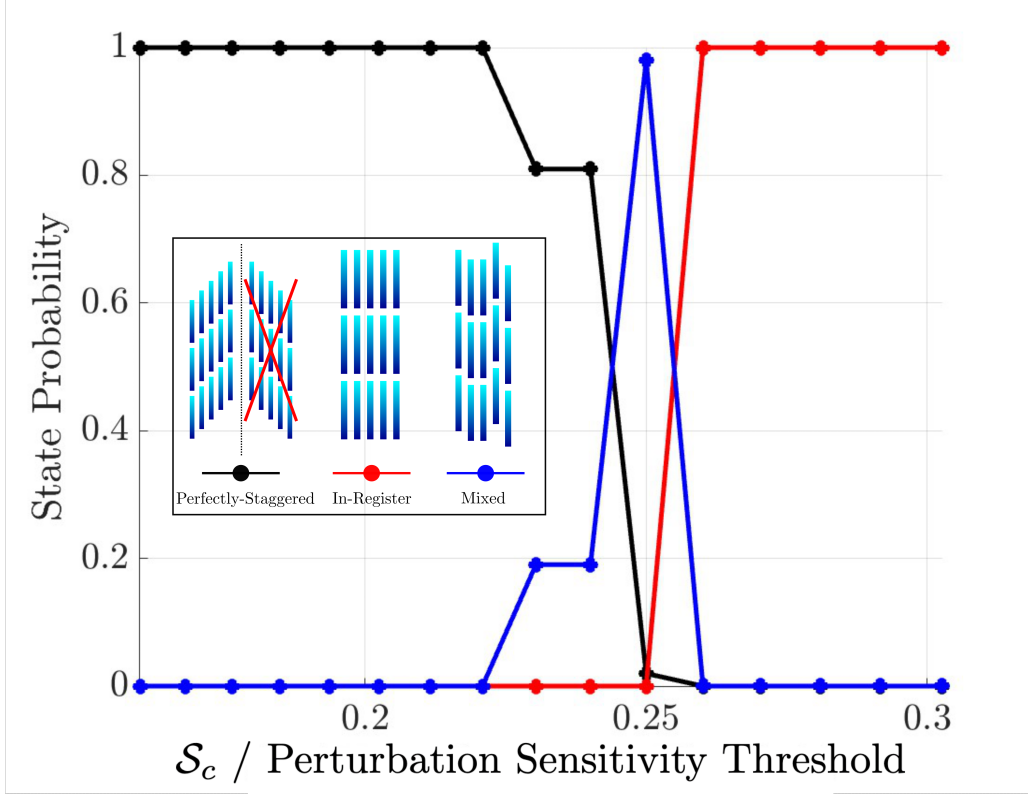 1
0.8
0.6
0.4
0.2
0
State Probability
Perfectly-Staggered In-Register Mixed
0.2 0.25 0.3
𝒮c / Perturbation Sensitivity Threshold